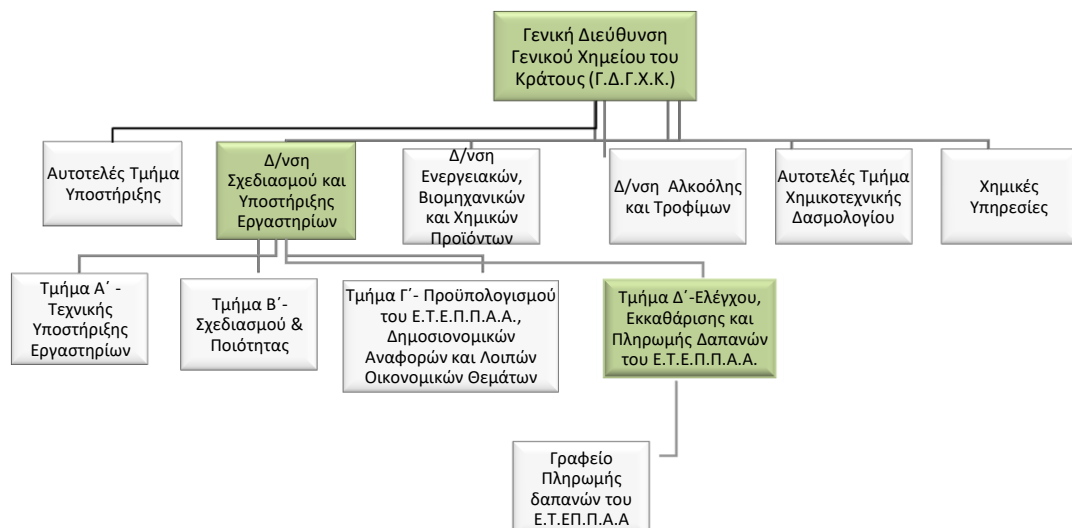 Γενική Διεύθυνση
Γενικού Χημείου του
Κράτους (Γ.Δ.Γ.Χ.Κ.)
Αυτοτελές Τμήμα
Υποστήριξης
Δ/νση
Σχεδιασμού και
Υποστήριξης
Εργαστηρίων
Δ/νση
Ενεργειακών,
Βιομηχανικών
και Χημικών
Προϊόντων
Δ/νση Αλκοόλης
και Τροφίμων
Αυτοτελές Τμήμα
Χημικοτεχνικής
Δασμολογίου
Χημικές
Υπηρεσίες
Τμήμα Α΄ -
Τεχνικής
Υποστήριξης
Εργαστηρίων
Τμήμα Β΄-
Σχεδιασμού &
Ποιότητας
Τμήμα Γ΄- Προϋπολογισμού
του Ε.Τ.Ε.Π.Π.Α.Α.,
Δημοσιονομικών
Αναφορών και Λοιπών
Οικονομικών Θεμάτων
Τμήμα Δ΄-Ελέγχου,
Εκκαθάρισης και
Πληρωμής Δαπανών
του Ε.Τ.Ε.Π.Π.Α.Α.
Γραφείο
Πληρωμής
δαπανών του
Ε.Τ.ΕΠ.Π.Α.Α